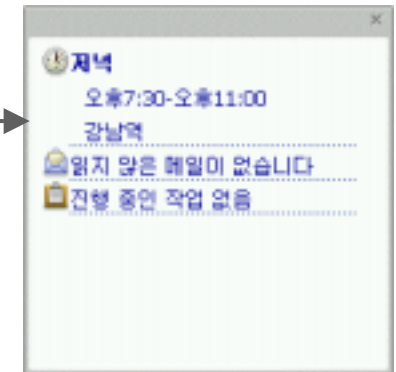 저녁
오후7:30-오후11:00
강남역
읽지 않은 메일이 없습니다
진행 중인 작업 없음